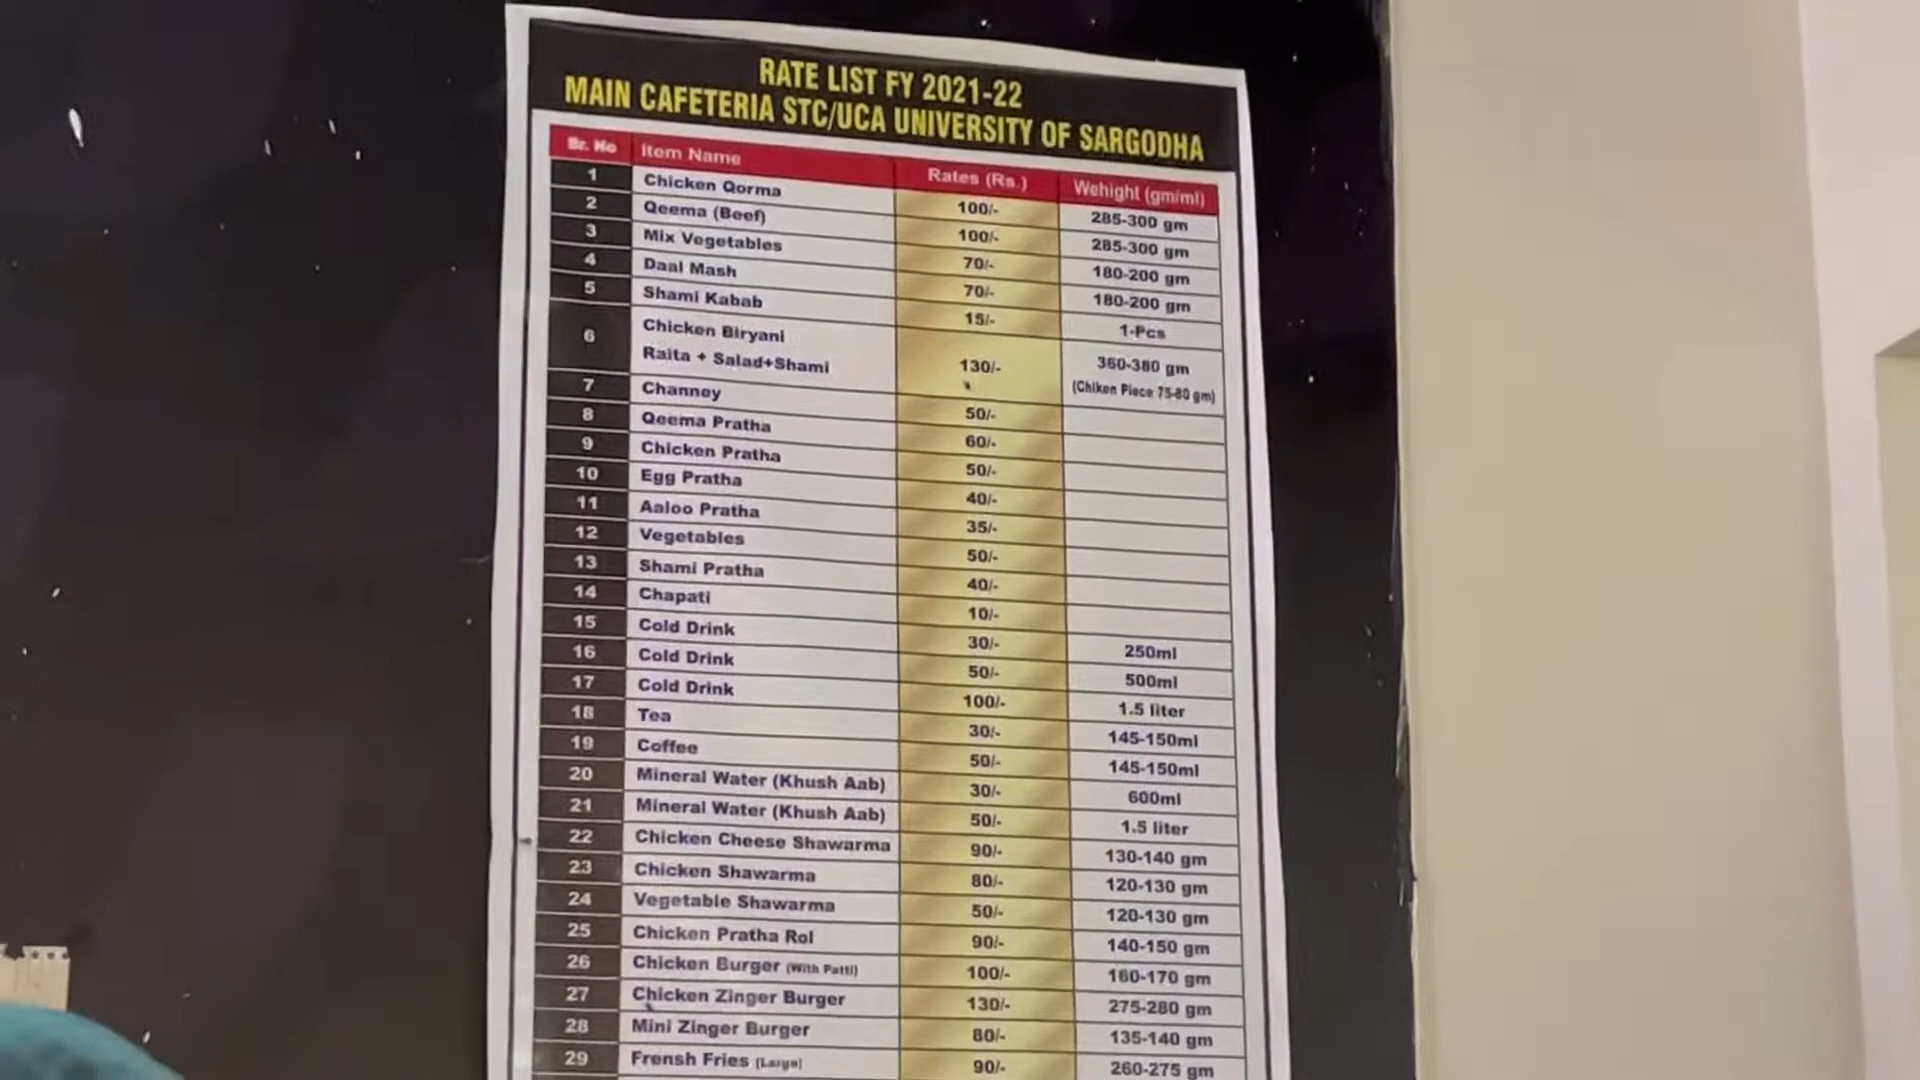 RATE LIST FY 2021-22
MAIN CAFETERIA STC/UCA UNIVERSITY OF SARGODHA
Sr. No Item Name Rates (Rs.) Wehight (gm/ml)
1 Chicken Qorma 100/- 285-300 gm
2 Qeema (Beef) 100/- 285-300 gm
3 Mix Vegetables 70/- 180-200 gm
4 Daal Mash 70/- 180-200 gm
5 Shami Kabab 15/- 1-Pcs
6 Chicken Biryani 130/- 360-380 gm
Raita + Salad+Shami (Chiken Piece 75-80 gm)
7 Channey 50/-
8 Qeema Pratha 60/-
9 Chicken Pratha 50/-
10 Egg Pratha 40/-
11 Aaloo Pratha 35/-
12 Vegetables 50/-
13 Shami Pratha 40/-
14 Chapati 10/-
15 Cold Drink 30/- 250ml
16 Cold Drink 50/- 500ml
17 Cold Drink 100/- 1.5 liter
18 Tea 30/- 145-150ml
19 Coffee 50/- 145-150ml
20 Mineral Water (Khush Aab) 30/- 600ml
21 Mineral Water (Khush Aab) 50/- 1.5 liter
22 Chicken Cheese Shawarma 90/- 130-140 gm
23 Chicken Shawarma 80/- 120-130 gm
24 Vegetable Shawarma 50/- 120-130 gm
25 Chicken Pratha Rol 90/- 140-150 gm
26 Chicken Burger (With Patti) 100/- 160-170 gm
27 Chicken Zinger Burger 130/- 275-280 gm
28 Mini Zinger Burger 80/- 135-140 gm
29 Frensh Fries (Large) 90/- 260-275 gm